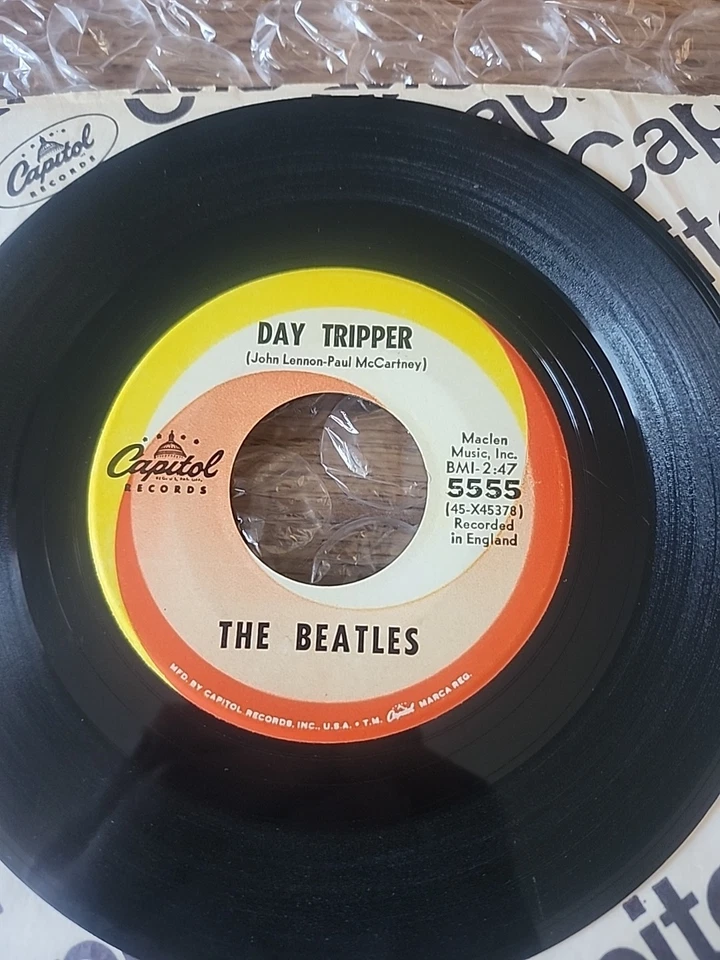 Capitol
RECORDS
Cap
DAY TRIPPER
(John Lennon-Paul McCartney)
Capitol
RECORDS
Maclen
Music, Inc.
BMI-2:47
5555
(45-X45378)
Recorded
in England
THE BEATLES
MFD. BY CAPITOL RECORDS, INC., U.S.A. • T.M. Capitol MARCA REG.